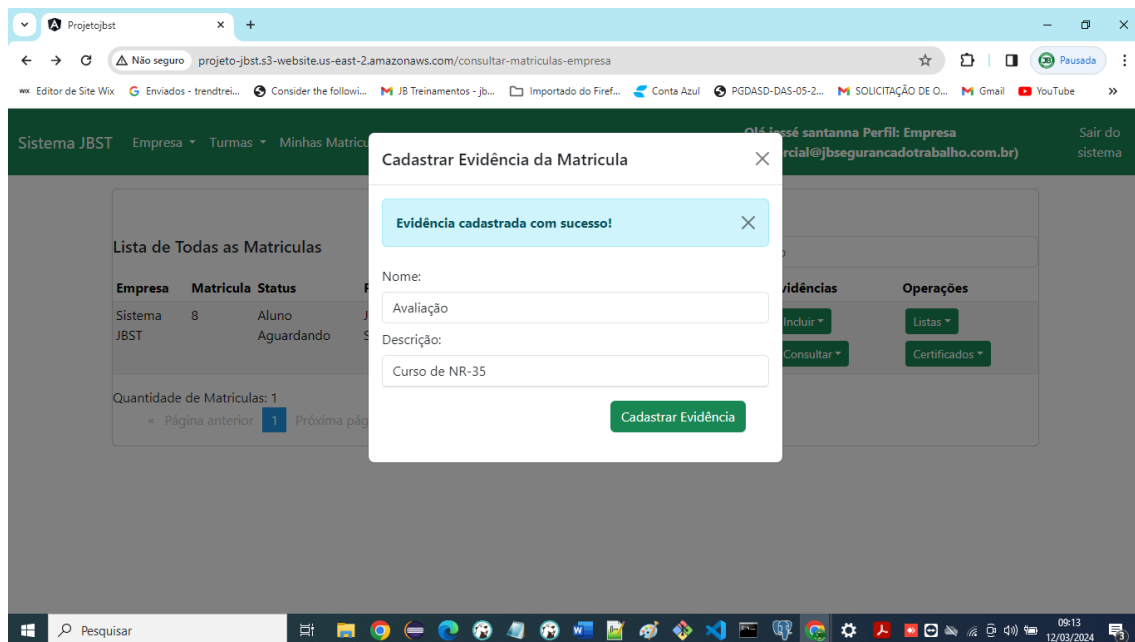 Projetojbst
Não seguro projeto-jbst.s3-website.us-east-2.amazonaws.com/consultar-matriculas-empresa
Pausada
Editor de Site Wix Enviados - trendtrei... Consider the followi... JB Treinamentos - jb... Importado do Firef... Conta Azul PGDASD-DAS-05-2... SOLICITAÇÃO DE O... Gmail YouTube »
Sistema JBST Empresa Turmas Minhas Matricu
Olá jessé santanna Perfil: Empresa
rcial@jbsegurancadotrabalho.com.br)
Sair do
sistema
Cadastrar Evidência da Matricula
Evidência cadastrada com sucesso!
Nome:
Avaliação
Descrição:
Curso de NR-35
Cadastrar Evidência
Lista de Todas as Matriculas
Empresa Matricula Status vidências Operações
Sistema 8 Aluno Incluir Listas
JBST Aguardando Consultar Certificados
Quantidade de Matriculas: 1
« Página anterior 1 Próxima pág
Pesquisar
09:13
12/03/2024